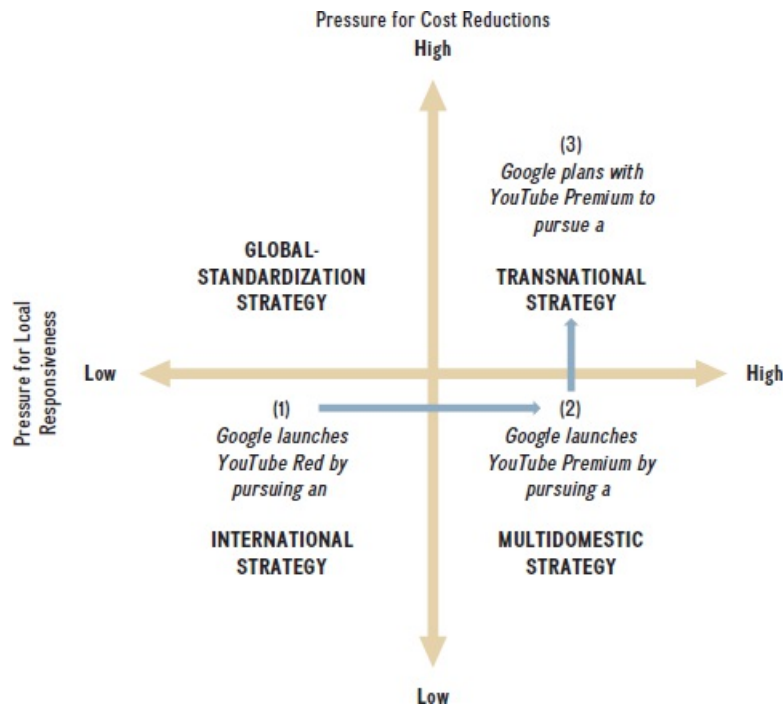 Pressure for Cost Reductions
High
(3)
Google plans with
YouTube Premium to
pursue a
GLOBAL-
STANDARDIZATION
STRATEGY
TRANSNATIONAL
STRATEGY
Pressure for Local
Responsiveness
Low
High
(1)
Google launches
YouTube Red by
pursuing an
INTERNATIONAL
STRATEGY
(2)
Google launches
YouTube Premium by
pursuing a
MULTIDOMESTIC
STRATEGY
Low